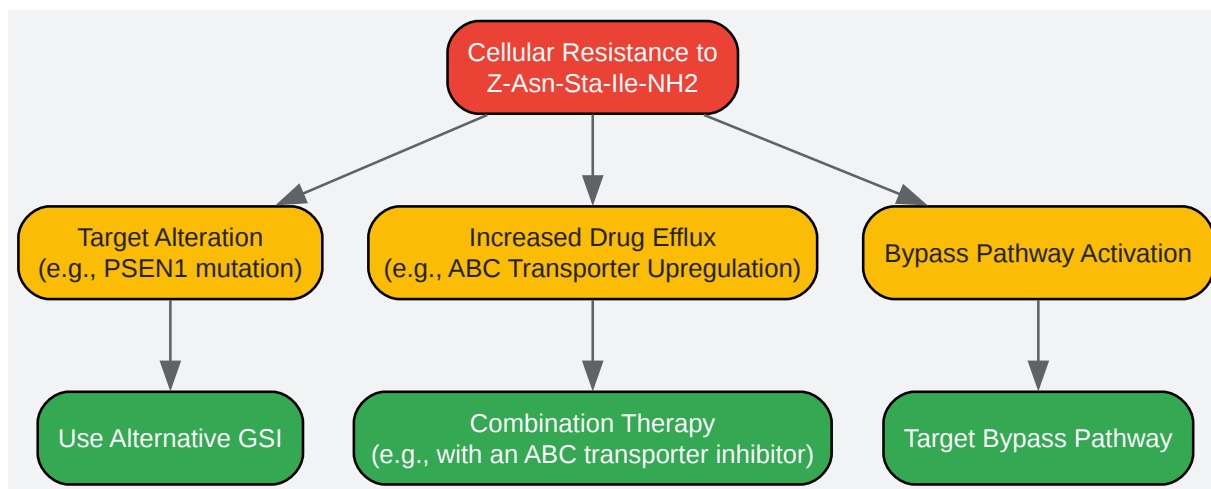 Cellular Resistance to
Z-Asn-Sta-Ile-NH2
Target Alteration
(e.g., PSEN1 mutation)
Increased Drug Efflux
(e.g., ABC Transporter Upregulation)
Bypass Pathway Activation
Use Alternative GSI
Combination Therapy
(e.g., with an ABC transporter inhibitor)
Target Bypass Pathway